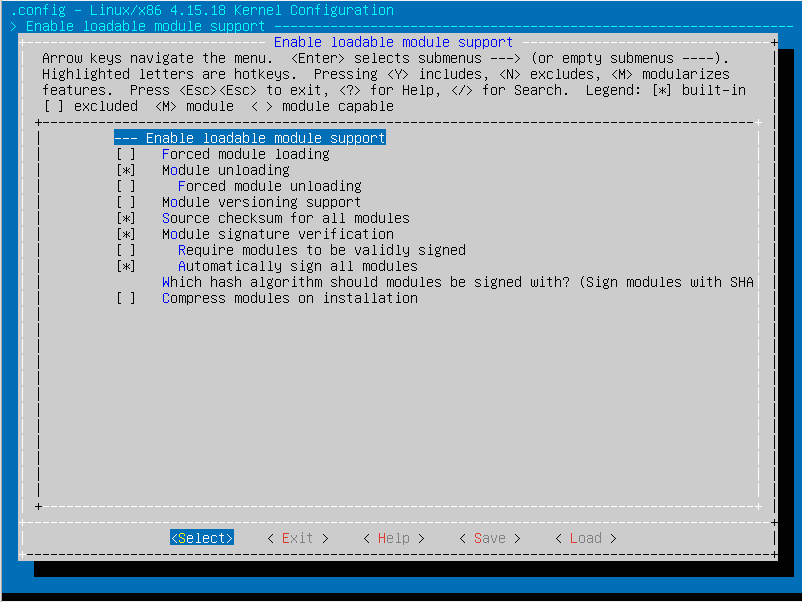 .config - Linux/x86 4.15.18 Kernel Configuration
> Enable loadable module support
Enable loadable module support
Arrow keys navigate the menu.  <Enter> selects submenus ---> (or empty submenus ----).
Highlighted letters are hotkeys.  Pressing <Y> includes, <N> excludes, <M> modularizes
features.  Press <Esc><Esc> to exit, <?> for Help, </> for Search.  Legend: [*] built-in
[ ] excluded  <M> module  < > module capable
--- Enable loadable module support
[ ]   Forced module loading
[*]   Module unloading
[ ]     Forced module unloading
[ ]   Module versioning support
[*]   Source checksum for all modules
[*]   Module signature verification
[ ]     Require modules to be validly signed
[*]     Automatically sign all modules
Which hash algorithm should modules be signed with? (Sign modules with SHA
[ ]   Compress modules on installation
<Select>    < Exit >    < Help >    < Save >    < Load >